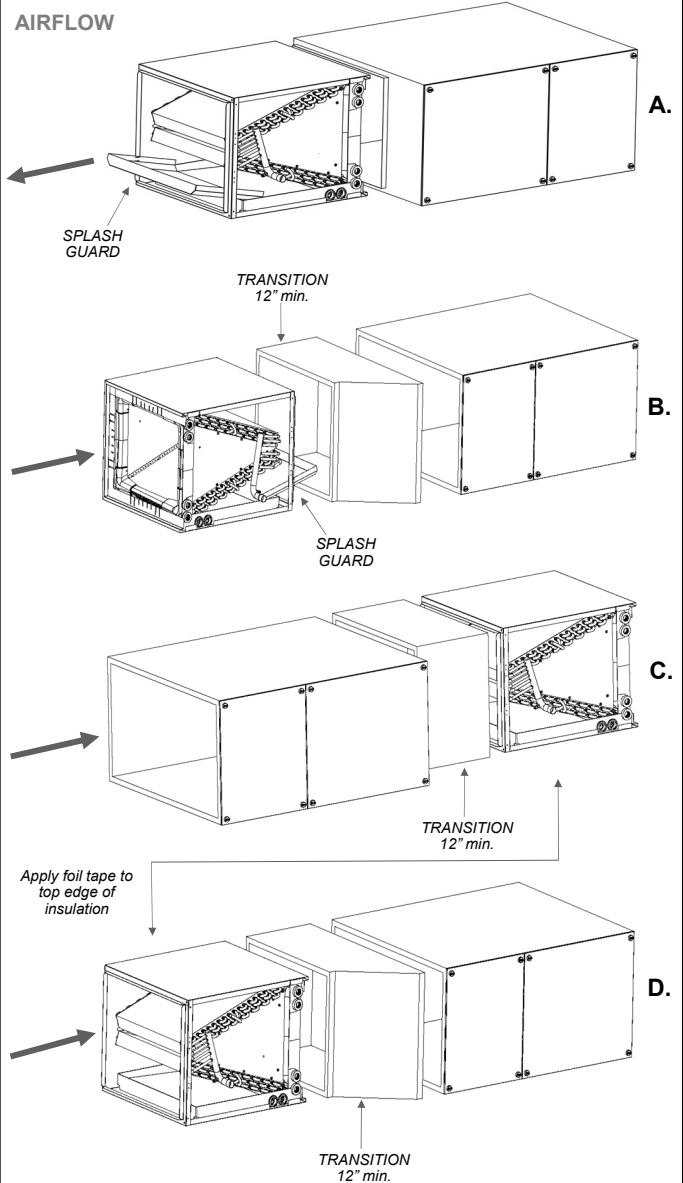 AIRFLOW
A.
SPLASH
GUARD
TRANSITION
12" min.
B.
SPLASH
GUARD
C.
TRANSITION
12" min.
Apply foil tape to
top edge of
insulation
D.
TRANSITION
12" min.